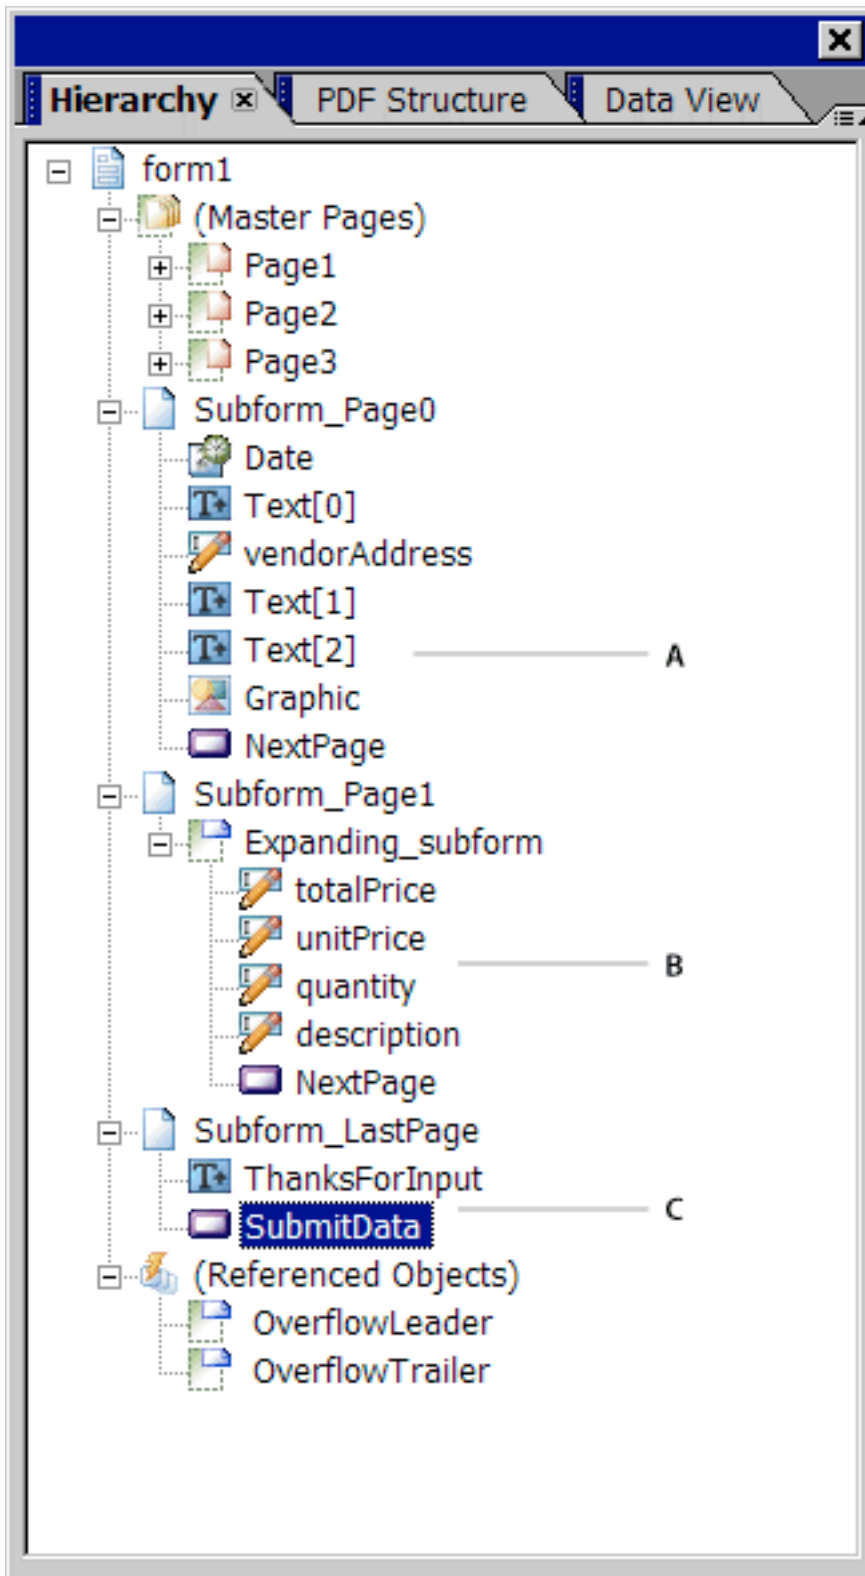 Hierarchy PDF Structure Data View
form1
(Master Pages)
Page1
Page2
Page3
Subform_Page0
Date
Text[0]
vendorAddress
Text[1]
Text[2] A
Graphic
NextPage
Subform_Page1
Expanding_subform
totalPrice
unitPrice
B
quantity
description
NextPage
Subform_LastPage
ThanksForInput
C
SubmitData
(Referenced Objects)
OverflowLeader
OverflowTrailer